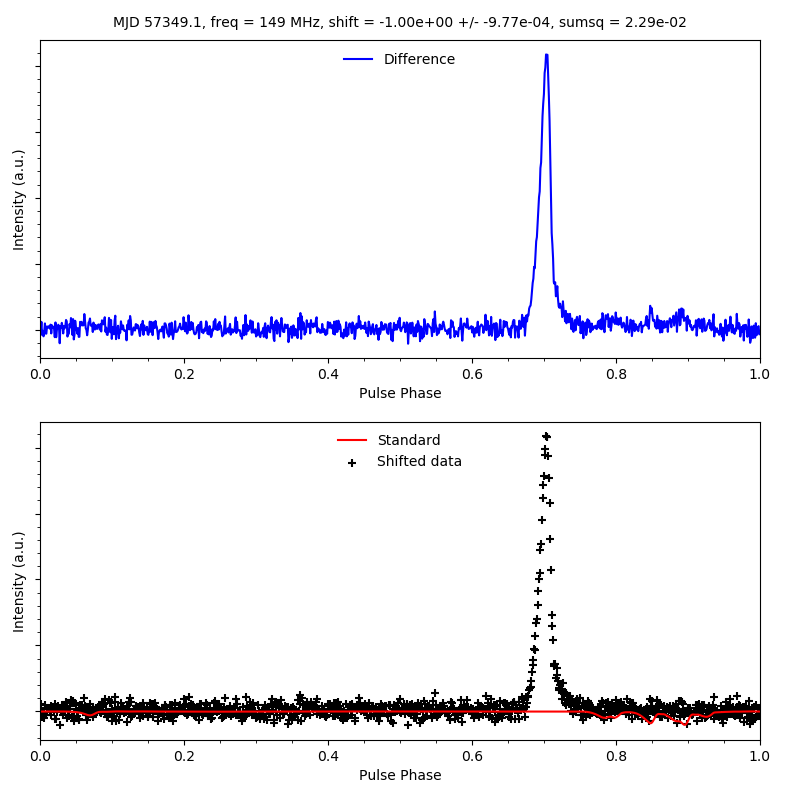 MJD 57349.1, freq = 149 MHz, shift = -1.00e+00 +/- -9.77e-04, sumsq = 2.29e-02
Difference
Intensity (a.u.)
0.0 0.2 0.4 0.6 0.8 1.0
Pulse Phase
Standard
Shifted data
Intensity (a.u.)
0.0 0.2 0.4 0.6 0.8 1.0
Pulse Phase